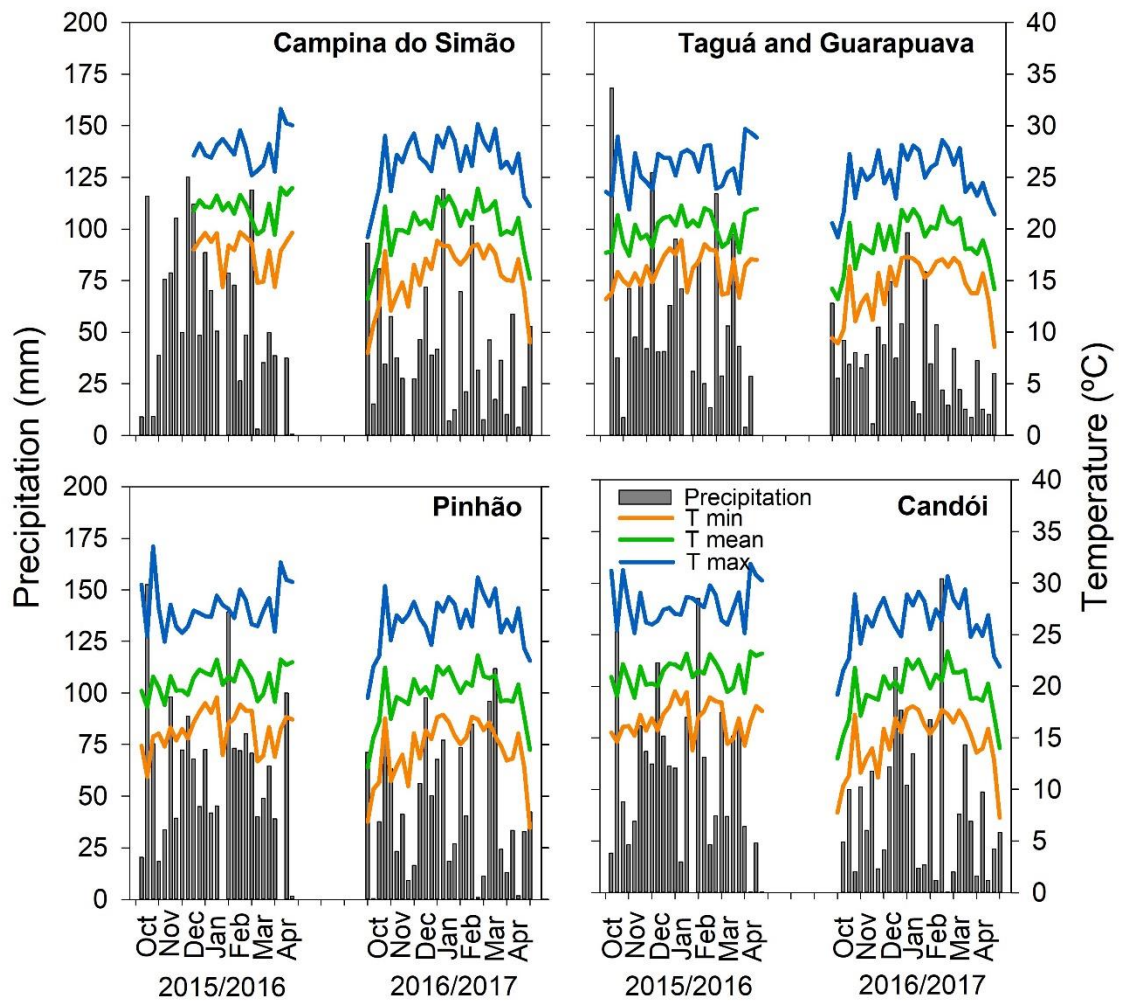 Precipitation (mm)
Temperature (ºC)
Campina do Simão
200
175
150
125
100
75
50
25
0
Taguá and Guarapuava
40
35
30
25
20
15
10
5
0
Pinhão
200
175
150
125
100
75
50
25
0
Candói
Precipitation
T min
T mean
T max
40
35
30
25
20
15
10
5
0
Oct
Nov
Dec
Jan
Feb
Mar
Apr
2015/2016
Oct
Nov
Dec
Jan
Feb
Mar
Apr
2016/2017
Oct
Nov
Dec
Jan
Feb
Mar
Apr
2015/2016
Oct
Nov
Dec
Jan
Feb
Mar
Apr
2016/2017